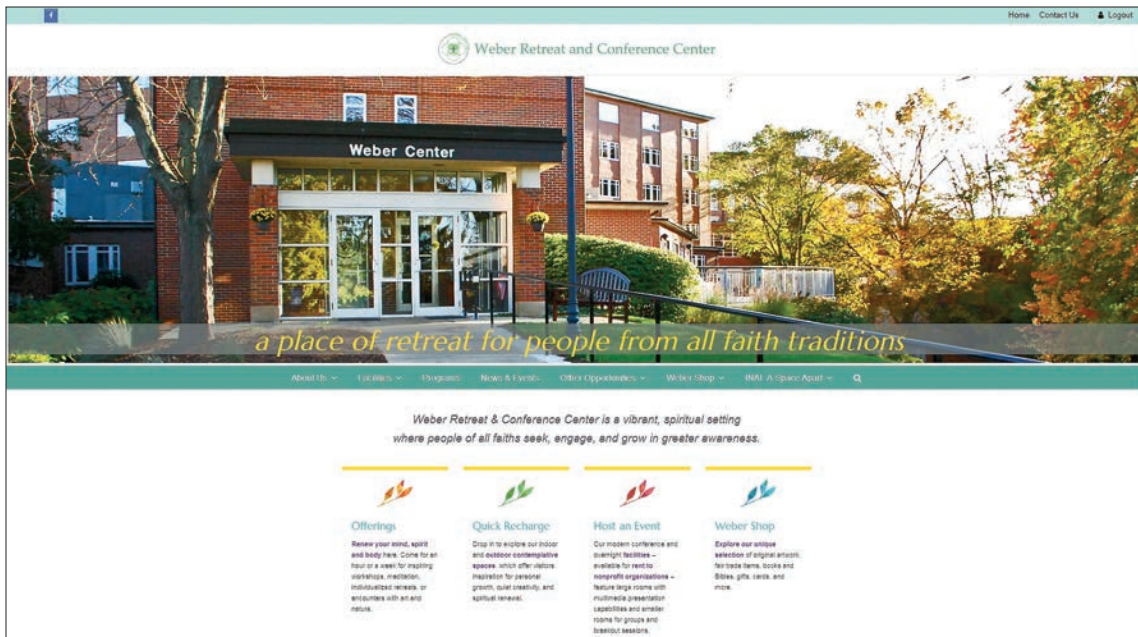 f
Home Contact Us Logout
Weber Retreat and Conference Center
Weber Center
a place of retreat for people from all faith traditions
About Us Facilities Programs News & Events Other Opportunities Weber Shop INAI: A Space Apart
Weber Retreat & Conference Center is a vibrant, spiritual setting
where people of all faiths seek, engage, and grow in greater awareness.
Offerings
Renew your mind, spirit
and body here. Come for an
hour or a week for inspiring
workshops, meditation,
individualized retreats, or
encounters with art and
nature.
Quick Recharge
Drop in to explore our indoor
and outdoor contemplative
spaces, which offer visitors
inspiration for personal
growth, quiet creativity, and
spiritual renewal.
Host an Event
Our modern conference and
overnight facilities –
available for rent to
nonprofit organizations –
feature large rooms with
multimedia presentation
capabilities and smaller
rooms for groups and
breakout sessions.
Weber Shop
Explore our unique
selection of original artwork,
fair trade items, books and
Bibles, gifts, cards, and
more.